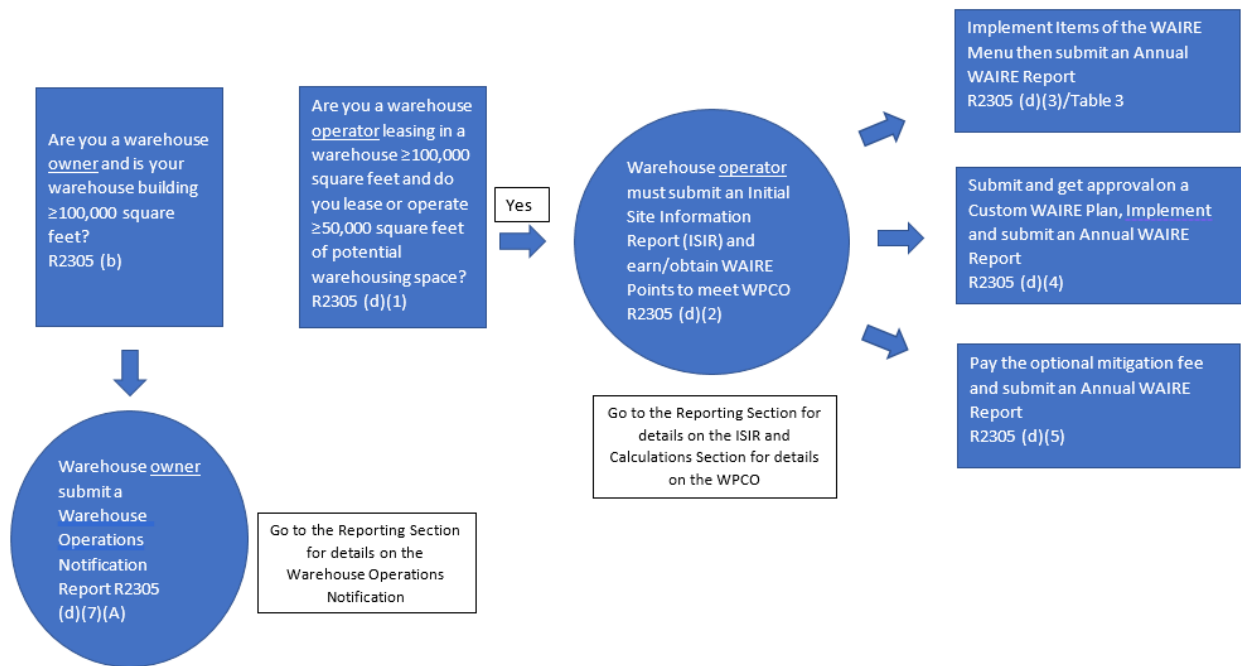 Are you a warehouse
owner and is your
warehouse building
≥100,000 square
feet?
R2305 (b)
Warehouse owner
submit a
Warehouse
Operations
Notification
Report R2305
(d)(7)(A)
Go to the Reporting Section
for details on the
Warehouse Operations
Notification
Are you a warehouse
operator leasing in a
warehouse ≥100,000
square feet and do
you lease or operate
≥50,000 square feet
of potential
warehousing space?
R2305 (d)(1)
Yes
Warehouse operator
must submit an Initial
Site Information
Report (ISIR) and
earn/obtain WAIRE
Points to meet WPCO
R2305 (d)(2)
Go to the Reporting Section for
details on the ISIR and
Calculations Section for details
on the WPCO
Implement Items of the WAIRE
Menu then submit an Annual
WAIRE Report
R2305 (d)(3)/Table 3
Submit and get approval on a
Custom WAIRE Plan, Implement
and submit an Annual WAIRE
Report
R2305 (d)(4)
Pay the optional mitigation fee
and submit an Annual WAIRE
Report
R2305 (d)(5)